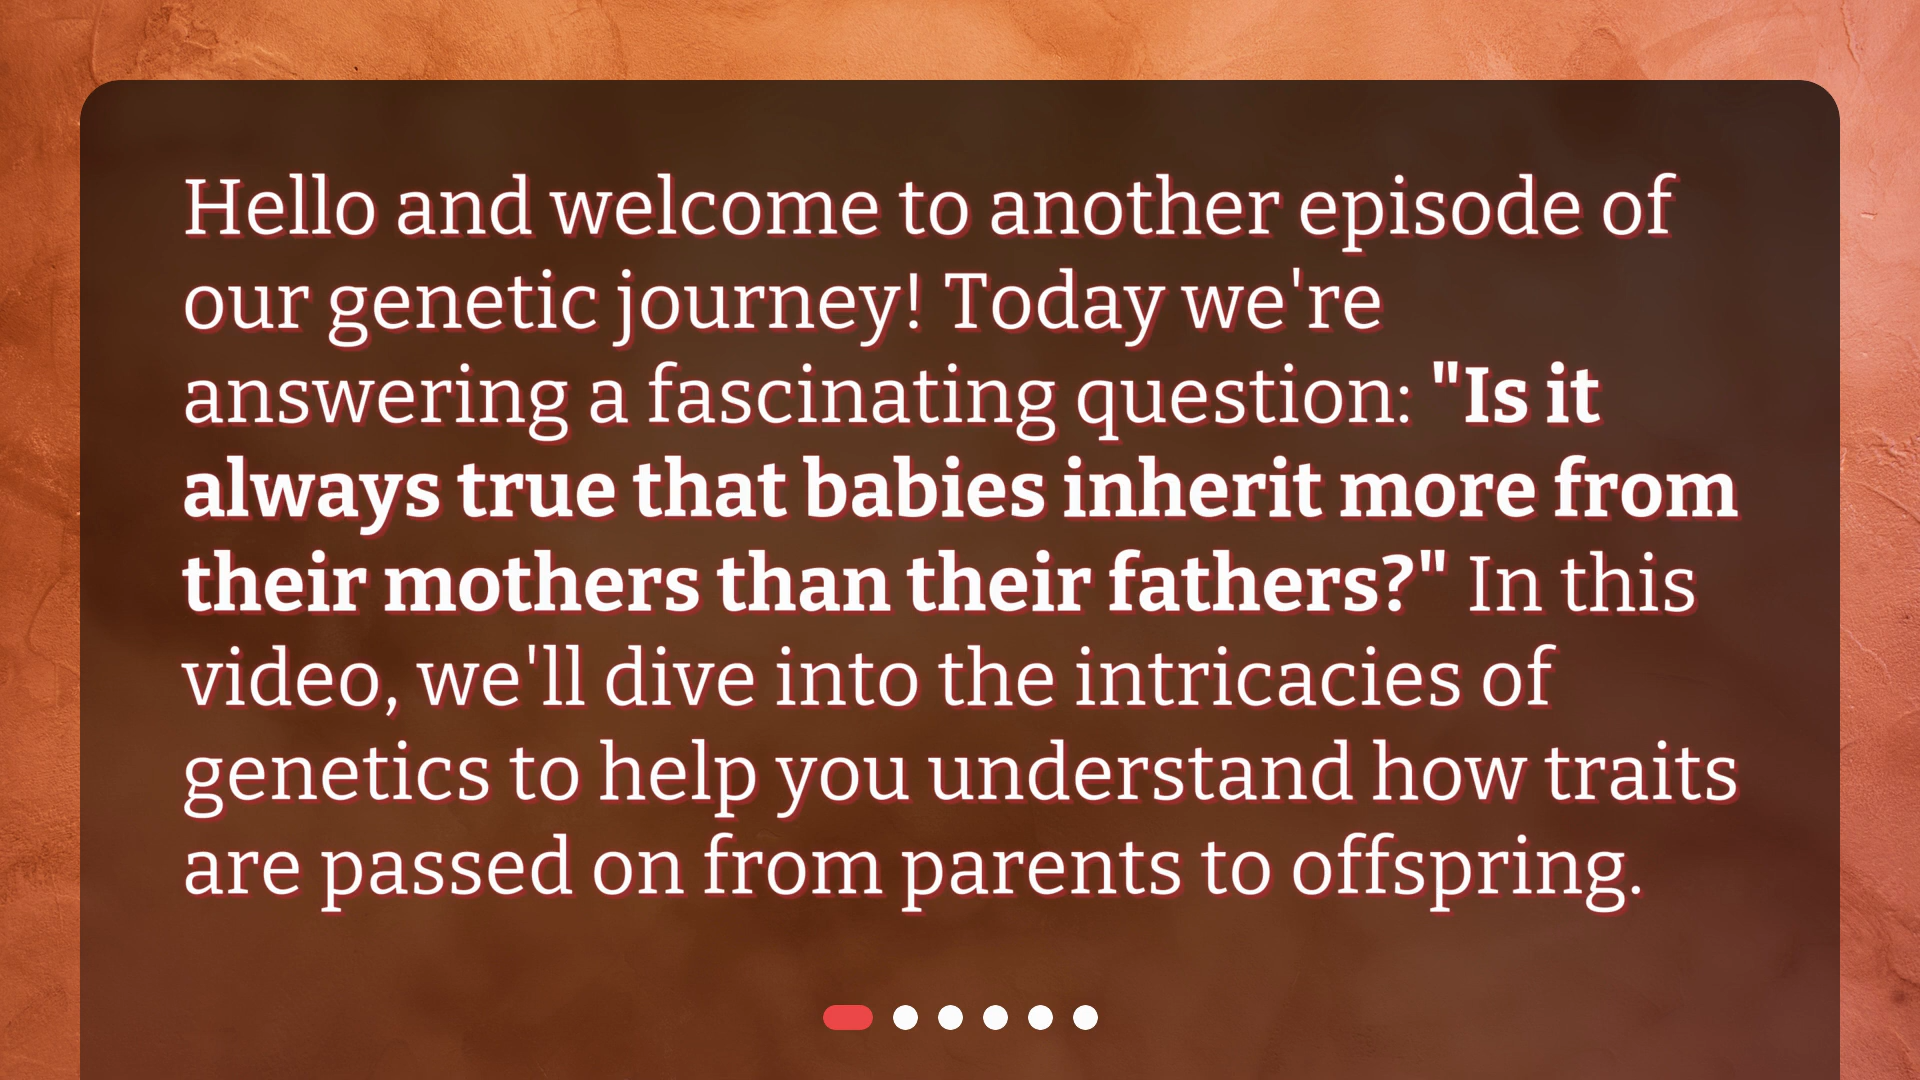 Hello and welcome to another episode of
our genetic journey! Today we're
answering a fascinating question: "Is it
always true that babies inherit more from
their mothers than their fathers?" In this
video, we'll dive into the intricacies of
genetics to help you understand how traits
are passed on from parents to offspring.